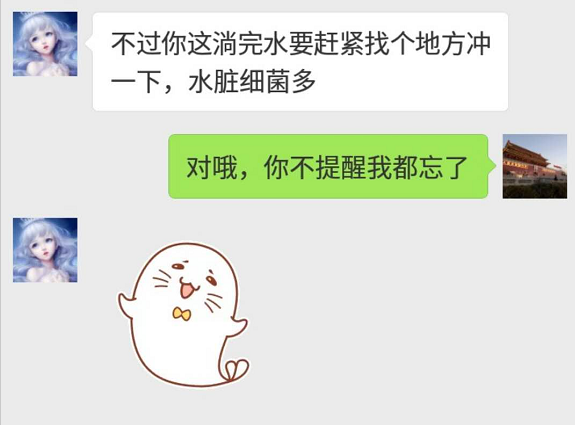 不过你这淌完水要赶紧找个地方冲
一下，水脏细菌多
对哦，你不提醒我都忘了